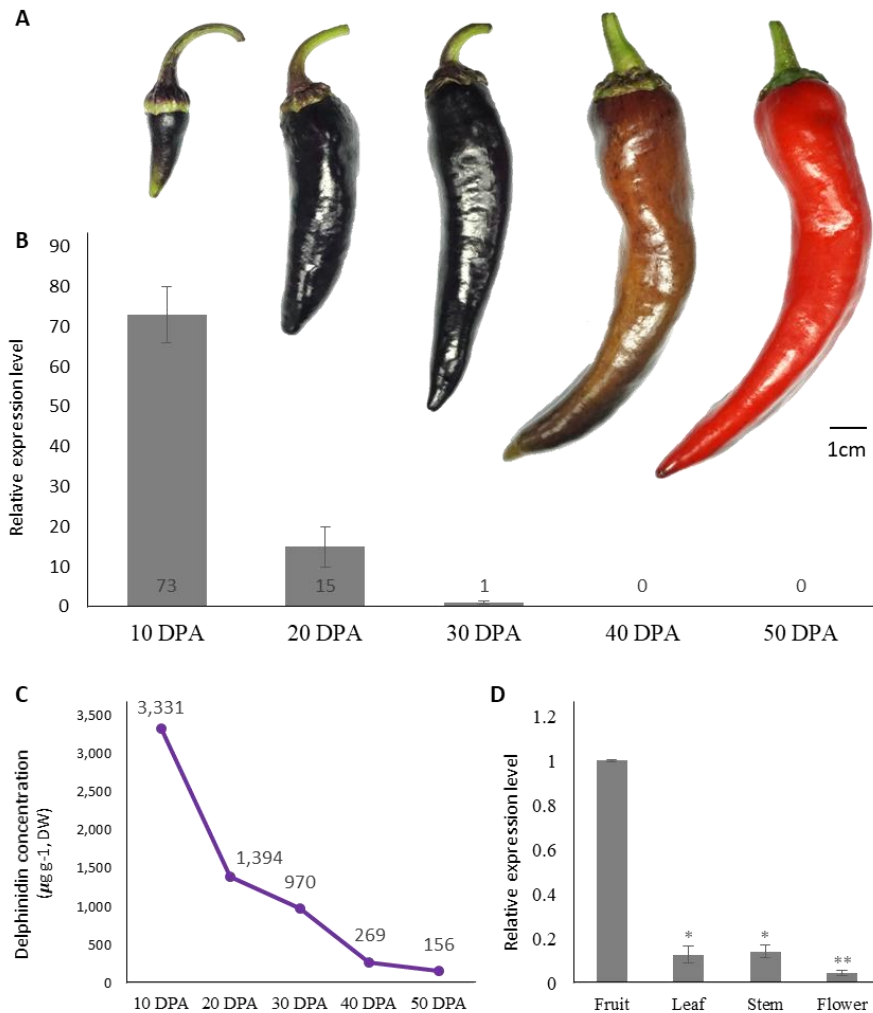 A
B
Relative expression level
90
80
70
60
50
40
30
20
10
0
73
15
1
0
0
10 DPA
20 DPA
30 DPA
40 DPA
50 DPA
1cm
C
Delphinidin concentration
(µg g-1, DW)
3,500
3,000
2,500
2,000
1,500
1,000
500
0
3,331
1,394
970
269
156
10 DPA
20 DPA
30 DPA
40 DPA
50 DPA
D
Relative expression level
1.2
1
0.8
0.6
0.4
0.2
0
*
*
**
Fruit
Leaf
Stem
Flower